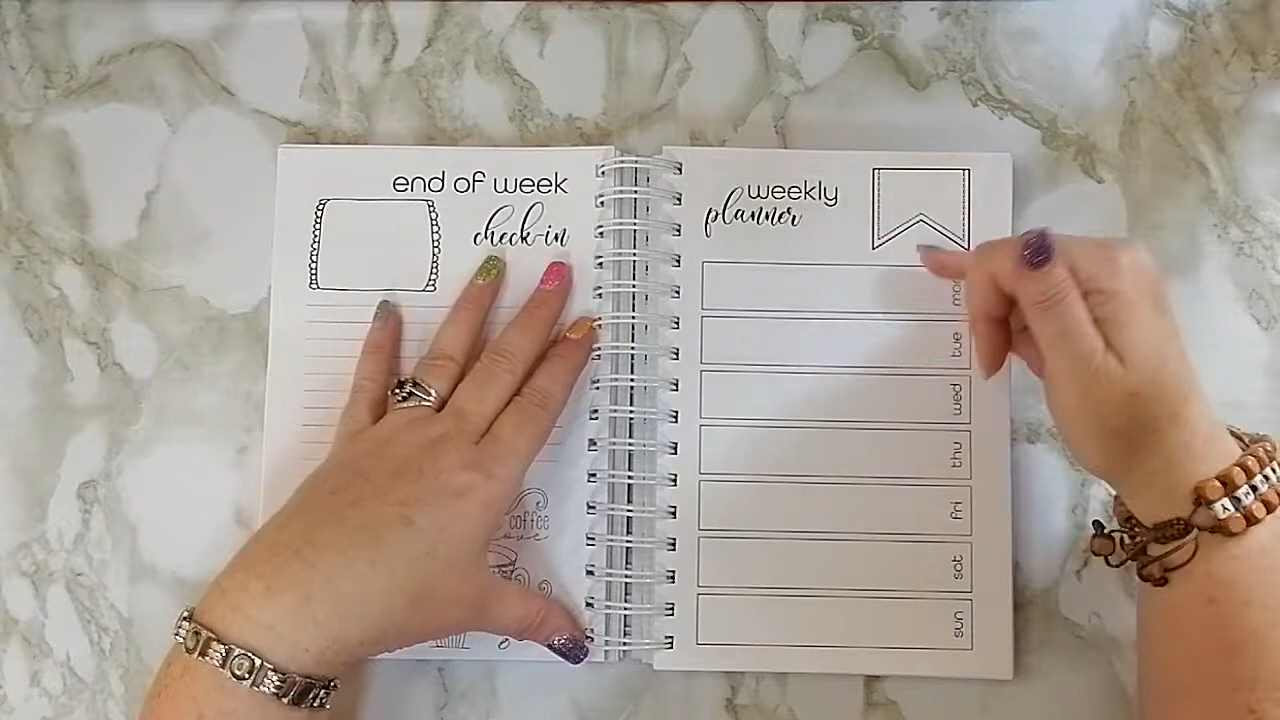 end of week
check-in
coffee
weekly
planner
tue
wed
thu
fri
sat
sun